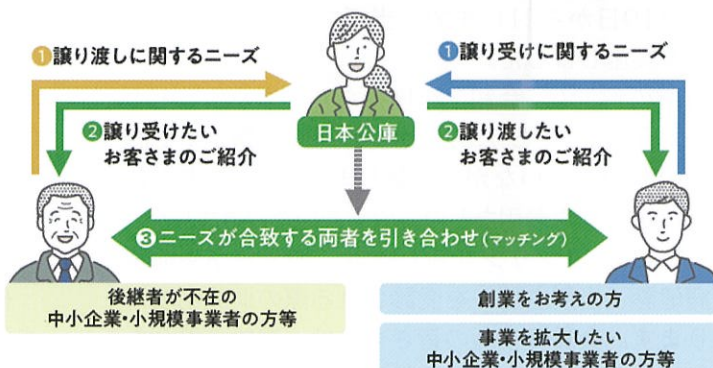 ❶譲り渡しに関するニーズ
❶譲り受けに関するニーズ
❷譲り受けたい
お客さまのご紹介
日本公庫
❷譲り渡したい
お客さまのご紹介
❸ニーズが合致する両者を引き合わせ(マッチング)
後継者が不在の
中小企業・小規模事業者の方等
創業をお考えの方
事業を拡大したい
中小企業・小規模事業者の方等